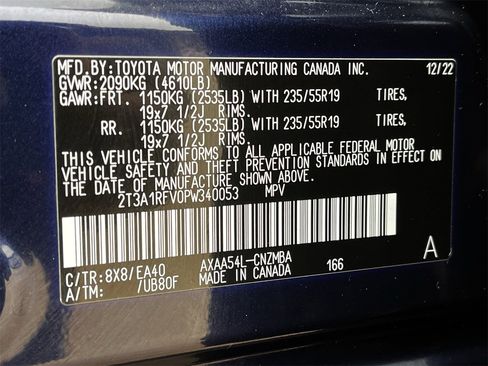 MFD.BY:TOYOTA MOTOR MANUFACTURING CANADA INC. 12/22
GVWR:2090KG (4610LB)
GAWR:FRT. 1150KG (2535LB) WITH 235/55R19 TIRES,
19x7 1/2J RIMS.
RR. 1150KG (2535LB) WITH 235/55R19 TIRES,
19x7 1/2J RIMS.
THIS VEHICLE CONFORMS TO ALL APPLICABLE FEDERAL MOTOR
VEHICLE SAFETY AND THEFT PREVENTION STANDARDS IN EFFECT ON
THE DATE OF MANUFACTURE SHOWN ABOVE.
2T3A1RFV0PW340053 MPV
C/TR:8X8/EA40 AXAA54L-CNZMBA A
A/TM: /UB80F MADE IN CANADA 166